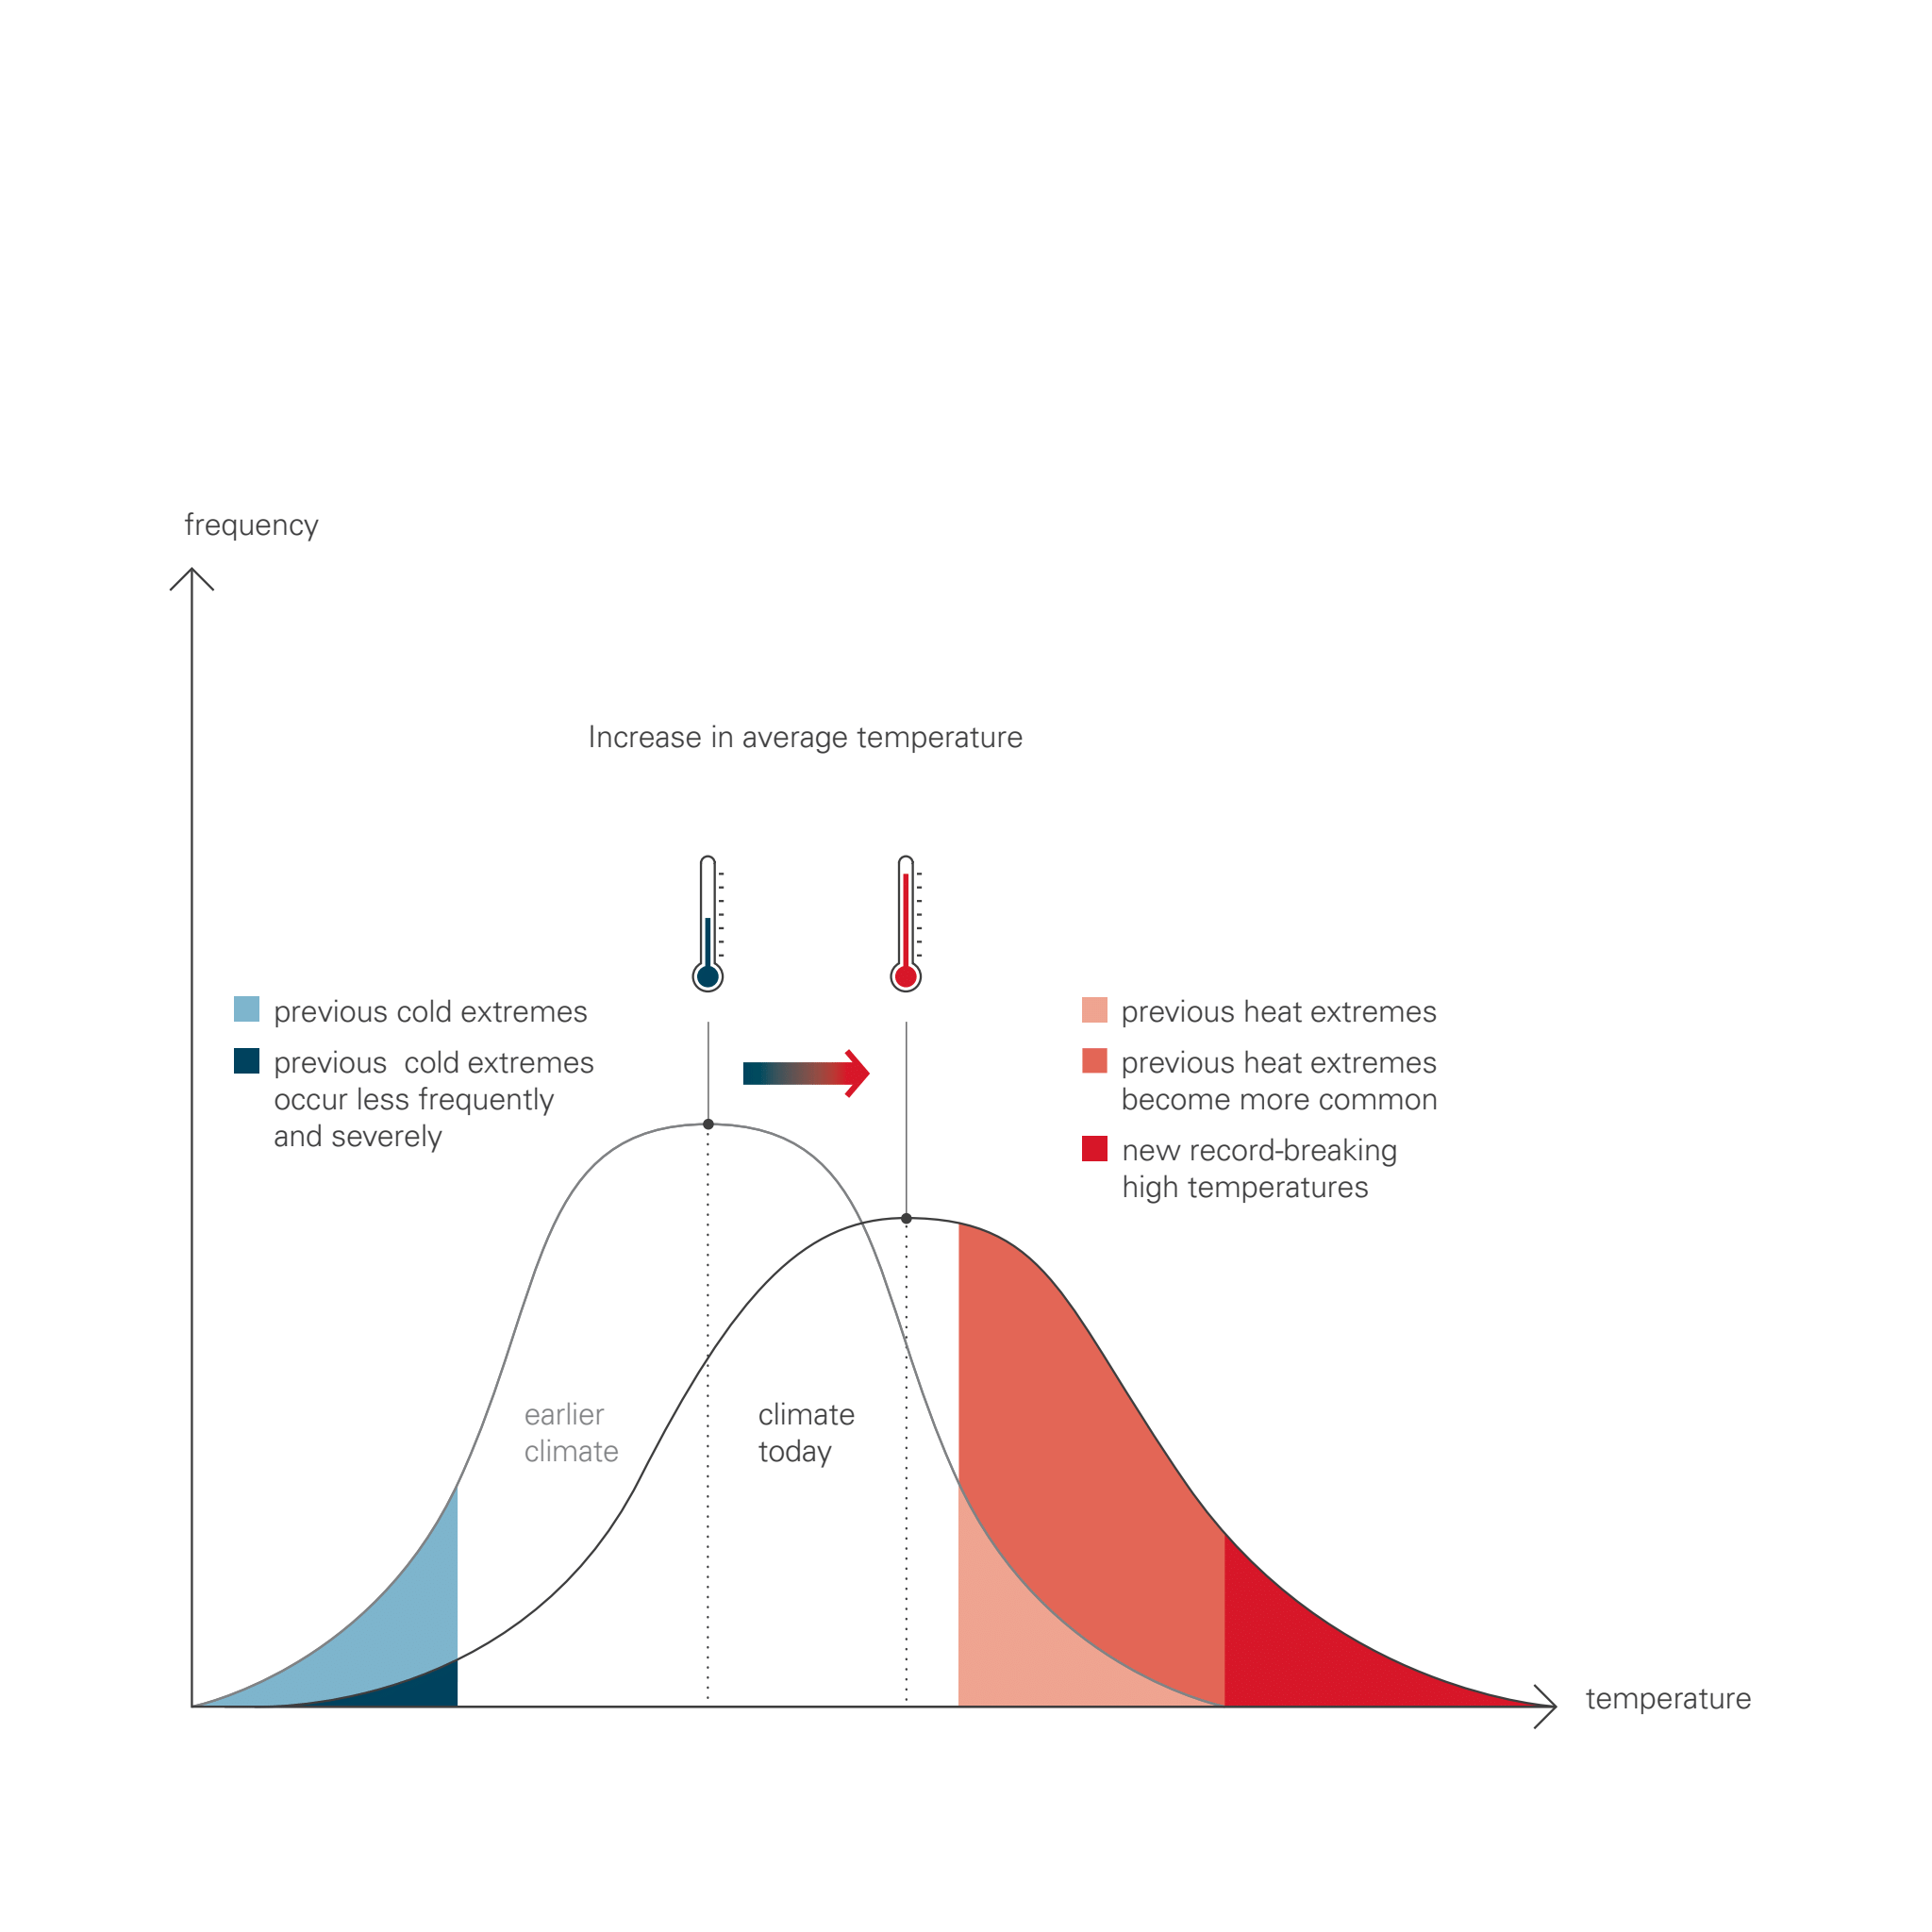 frequency
Increase in average temperature
previous cold extremes
previous  cold extremes
occur less frequently
and severely
previous heat extremes
previous heat extremes
become more common
new record-breaking
high temperatures
earlier
climate
climate
today
temperature